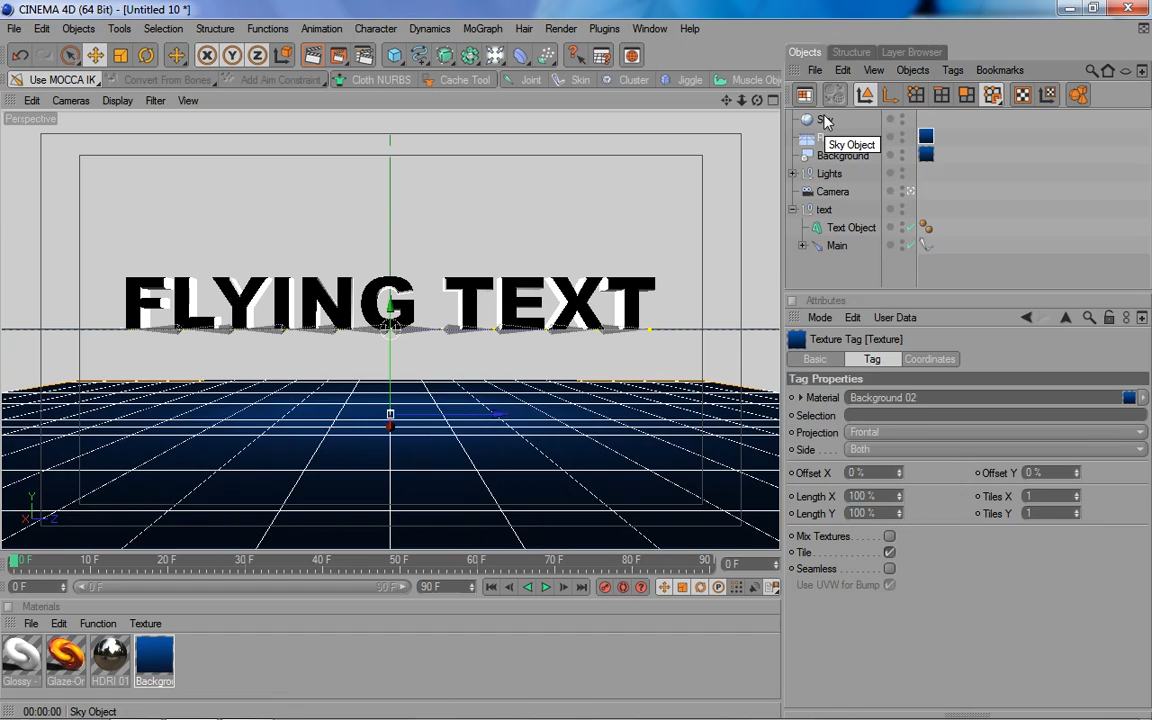 CINEMA 4D (64 Bit) - [Untitled 10 *]
File Edit Objects Tools Selection Structure Functions Animation Character Dynamics MoGraph Hair Render Plugins Window Help
Use MOCCA IK Convert From Bones Add Aim Constraint Cloth NURBS Cache Tool Joint Skin Cluster Jiggle Muscle Obj
Edit Cameras Display Filter View
Perspective
FLYING TEXT
Y
X Z
0 F 10 F 20 F 30 F 40 F 50 F 60 F 70 F 80 F 90 0 F
0 F 0 F 90 F 90 F
Materials
File Edit Function Texture
Glossy - Glaze-Or HDRI 01 Backgro
00:00:00 Sky Object
Objects Structure Layer Browser
File Edit View Objects Tags Bookmarks
Sky Object
Background
Lights
Camera
text
Text Object
Main
Attributes
Mode Edit User Data
Texture Tag [Texture]
Basic Tag Coordinates
Tag Properties
Material Background 02
Selection
Projection Frontal
Side Both
Offset X 0 % Offset Y 0 %
Length X 100 % Tiles X 1
Length Y 100 % Tiles Y 1
Mix Textures
Tile
Seamless
Use UVW for Bump